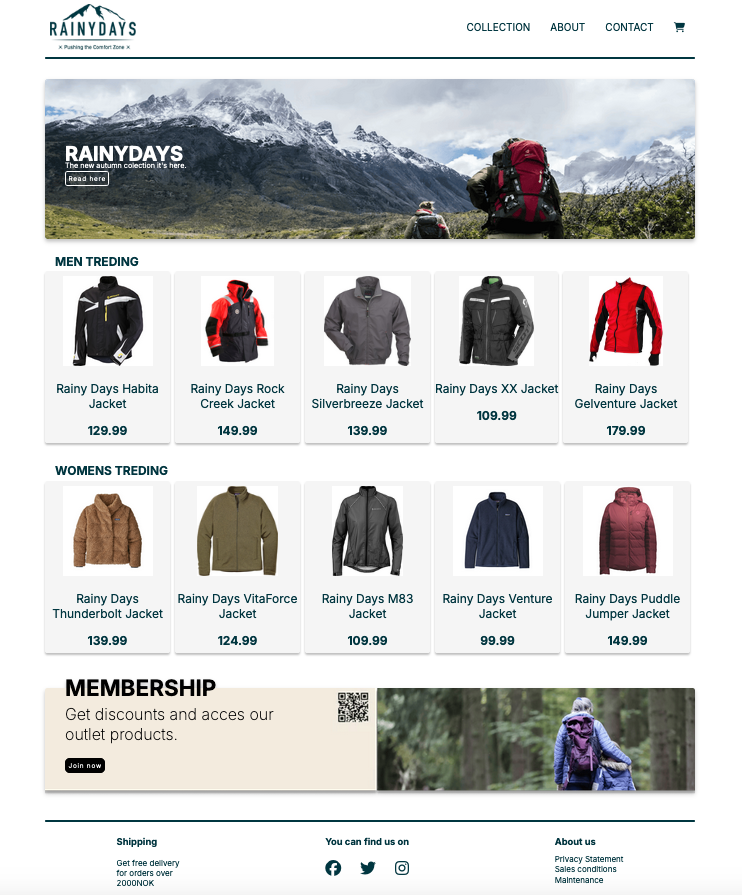 RAINYDAYS
× Pushing the Comfort Zone ×
COLLECTION ABOUT CONTACT
RAINYDAYS
The new autumn colection it's here.
Read here
MEN TREDING
Rainy Days Habita
Jacket
129.99
Rainy Days Rock
Creek Jacket
149.99
Rainy Days
Silverbreeze Jacket
139.99
Rainy Days XX Jacket
109.99
Rainy Days
Gelventure Jacket
179.99
WOMENS TREDING
Rainy Days
Thunderbolt Jacket
139.99
Rainy Days VitaForce
Jacket
124.99
Rainy Days M83
Jacket
109.99
Rainy Days Venture
Jacket
99.99
Rainy Days Puddle
Jumper Jacket
149.99
MEMBERSHIP
Get discounts and acces our
outlet products.
Join now
Shipping
Get free delivery
for orders over
2000NOK
You can find us on
About us
Privacy Statement
Sales conditions
Maintenance